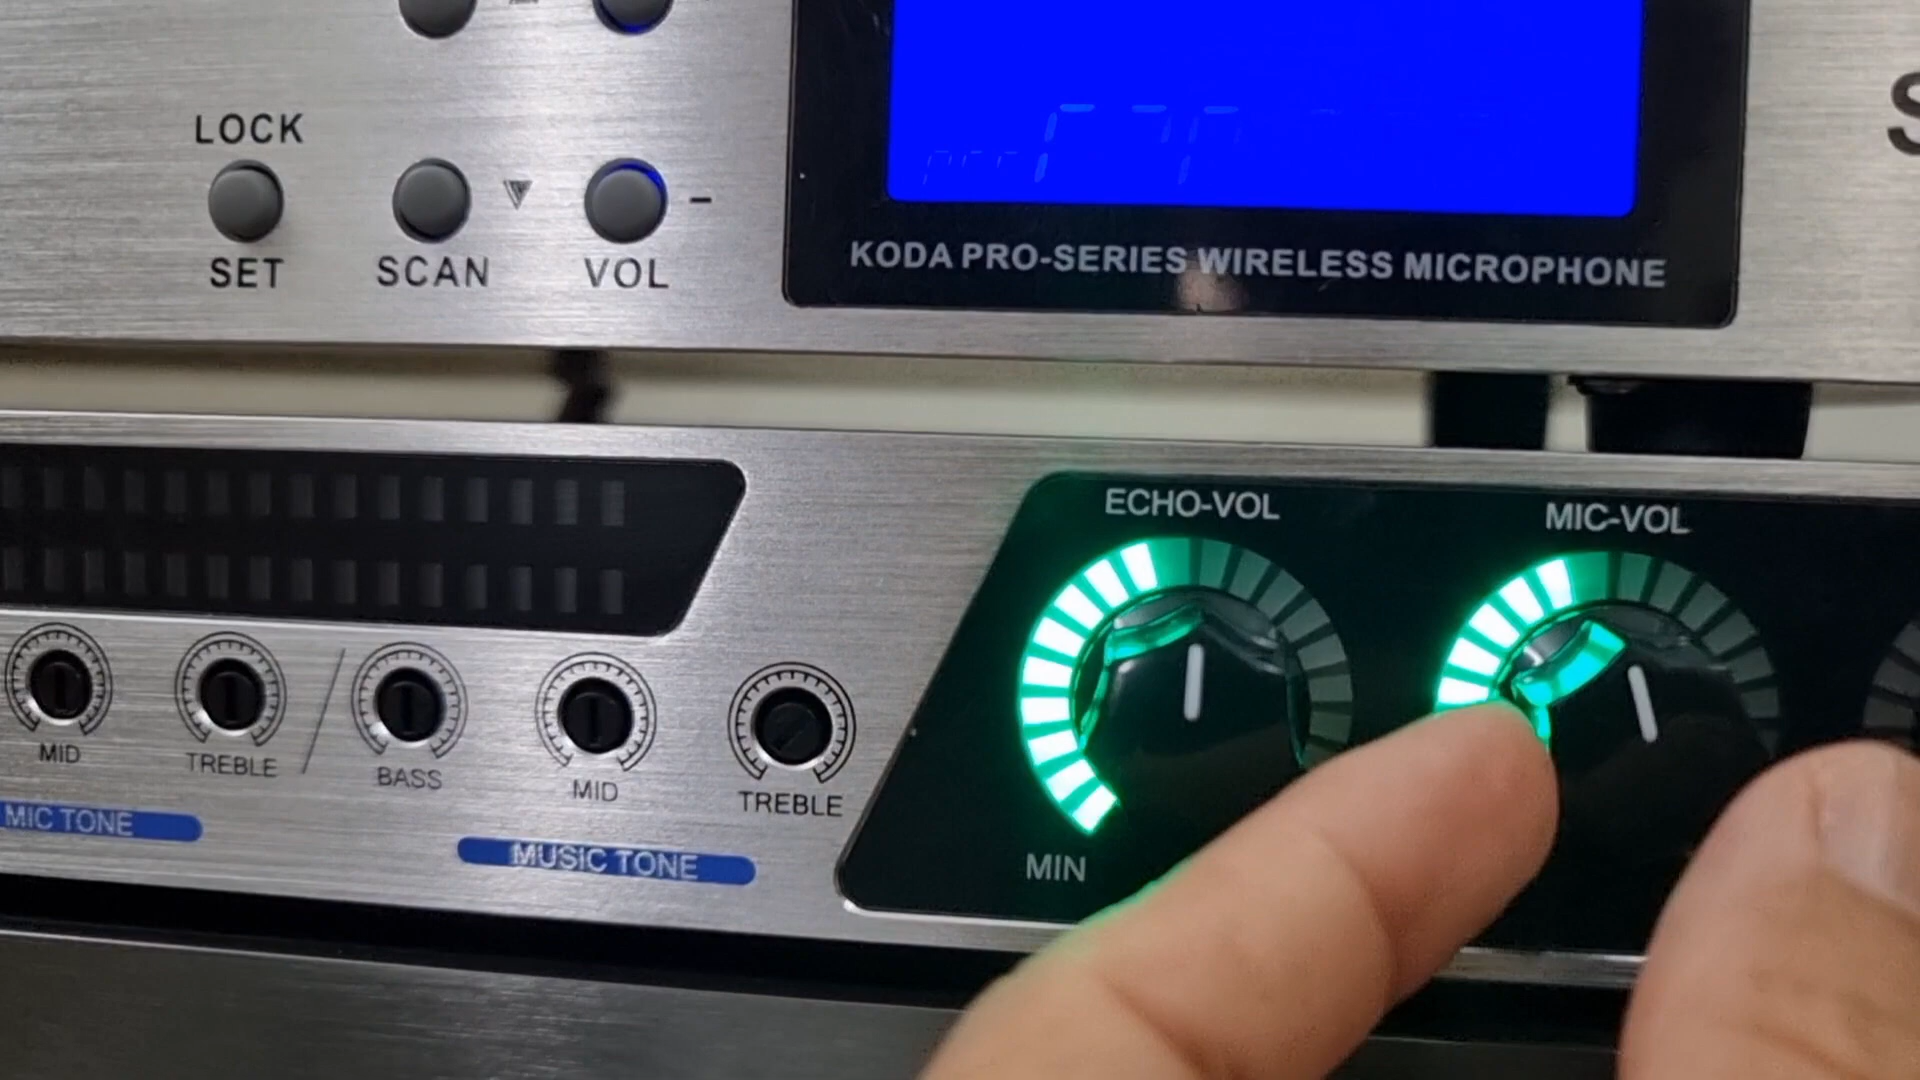 LOCK
SET
SCAN
VOL
-
KODA PRO-SERIES WIRELESS MICROPHONE
S
ECHO-VOL
MIC-VOL
MID
TREBLE
BASS
MID
TREBLE
MIC TONE
MUSIC TONE
MIN